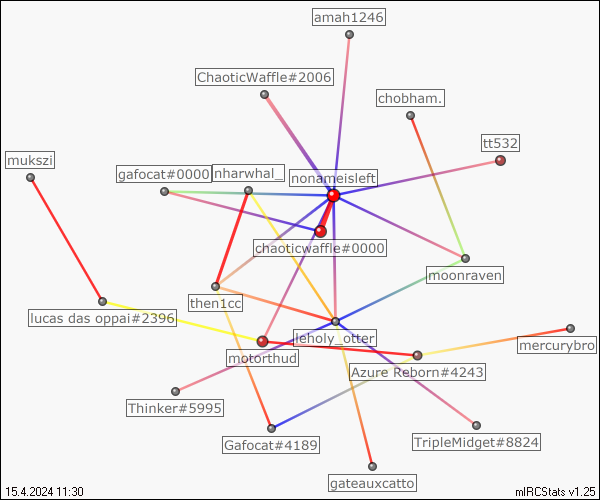 amah1246
ChaoticWaffle#2006
chobham.
tt532
mukszi
gafocat#0000
nharwhal_
nonameisleft
chaoticwaffle#0000
moonraven
then1cc
lucas das oppai#2396
leholy_otter
mercurybro
motorthud
Azure Reborn#4243
Thinker#5995
Gafocat#4189
TripleMidget#8824
gateauxcatto
15.4.2024 11:30
mIRCStats v1.25